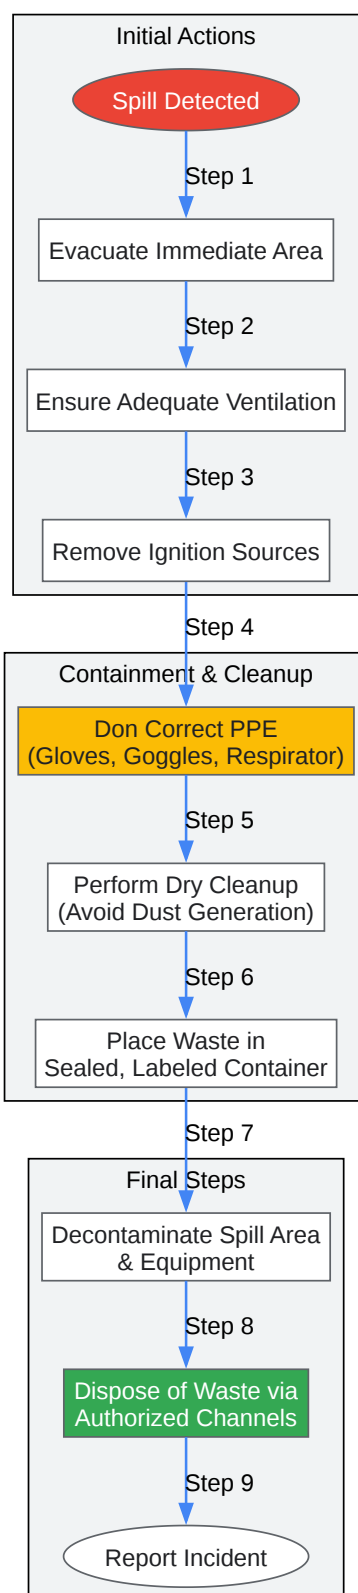 Initial Actions
Spill Detected
Step 1
Evacuate Immediate Area
Step 2
Ensure Adequate Ventilation
Step 3
Remove Ignition Sources
Step 4
Containment & Cleanup
Don Correct PPE
(Gloves, Goggles, Respirator)
Step 5
Perform Dry Cleanup
(Avoid Dust Generation)
Step 6
Place Waste in
Sealed, Labeled Container
Step 7
Final Steps
Decontaminate Spill Area
& Equipment
Step 8
Dispose of Waste via
Authorized Channels
Step 9
Report Incident